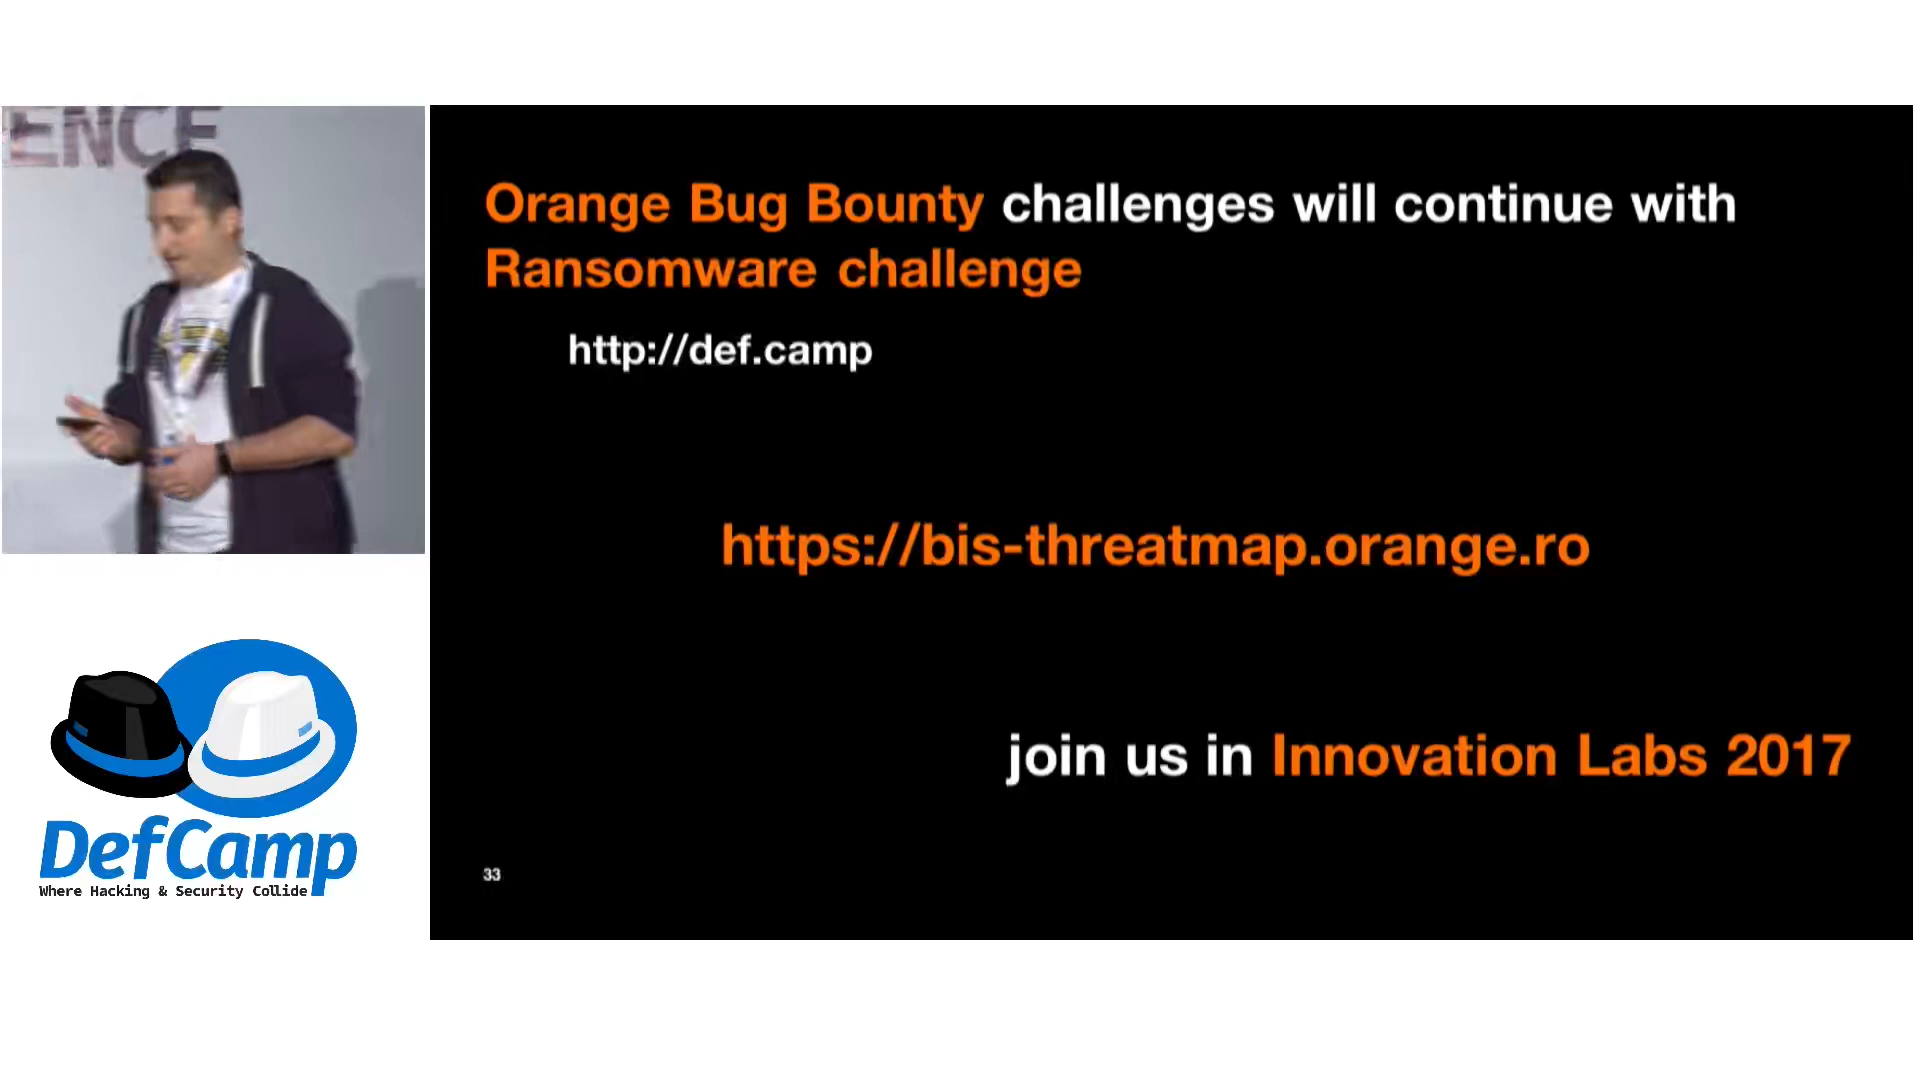 ENCE
Orange Bug Bounty challenges will continue with
Ransomware challenge
http://def.camp
https://bis-threatmap.orange.ro
join us in Innovation Labs 2017
33
DefCamp
Where Hacking & Security Collide